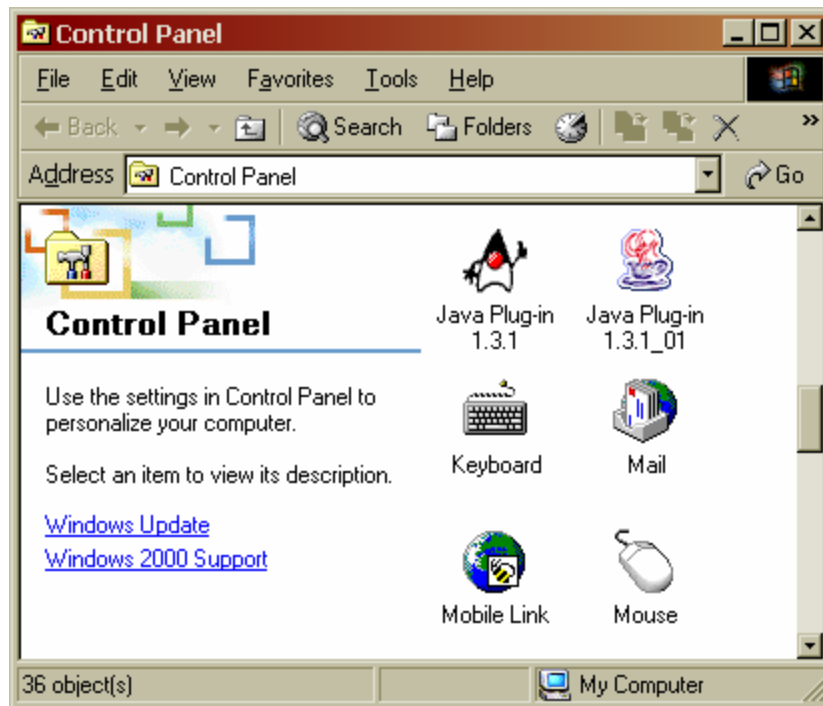 Control Panel
File Edit View Favorites Tools Help
Back Search Folders »
Address Control Panel Go
Control Panel
Use the settings in Control Panel to
personalize your computer.
Select an item to view its description.
Windows Update
Windows 2000 Support
Java Plug-in
1.3.1
Java Plug-in
1.3.1_01
Keyboard
Mail
Mobile Link
Mouse
36 object(s) My Computer